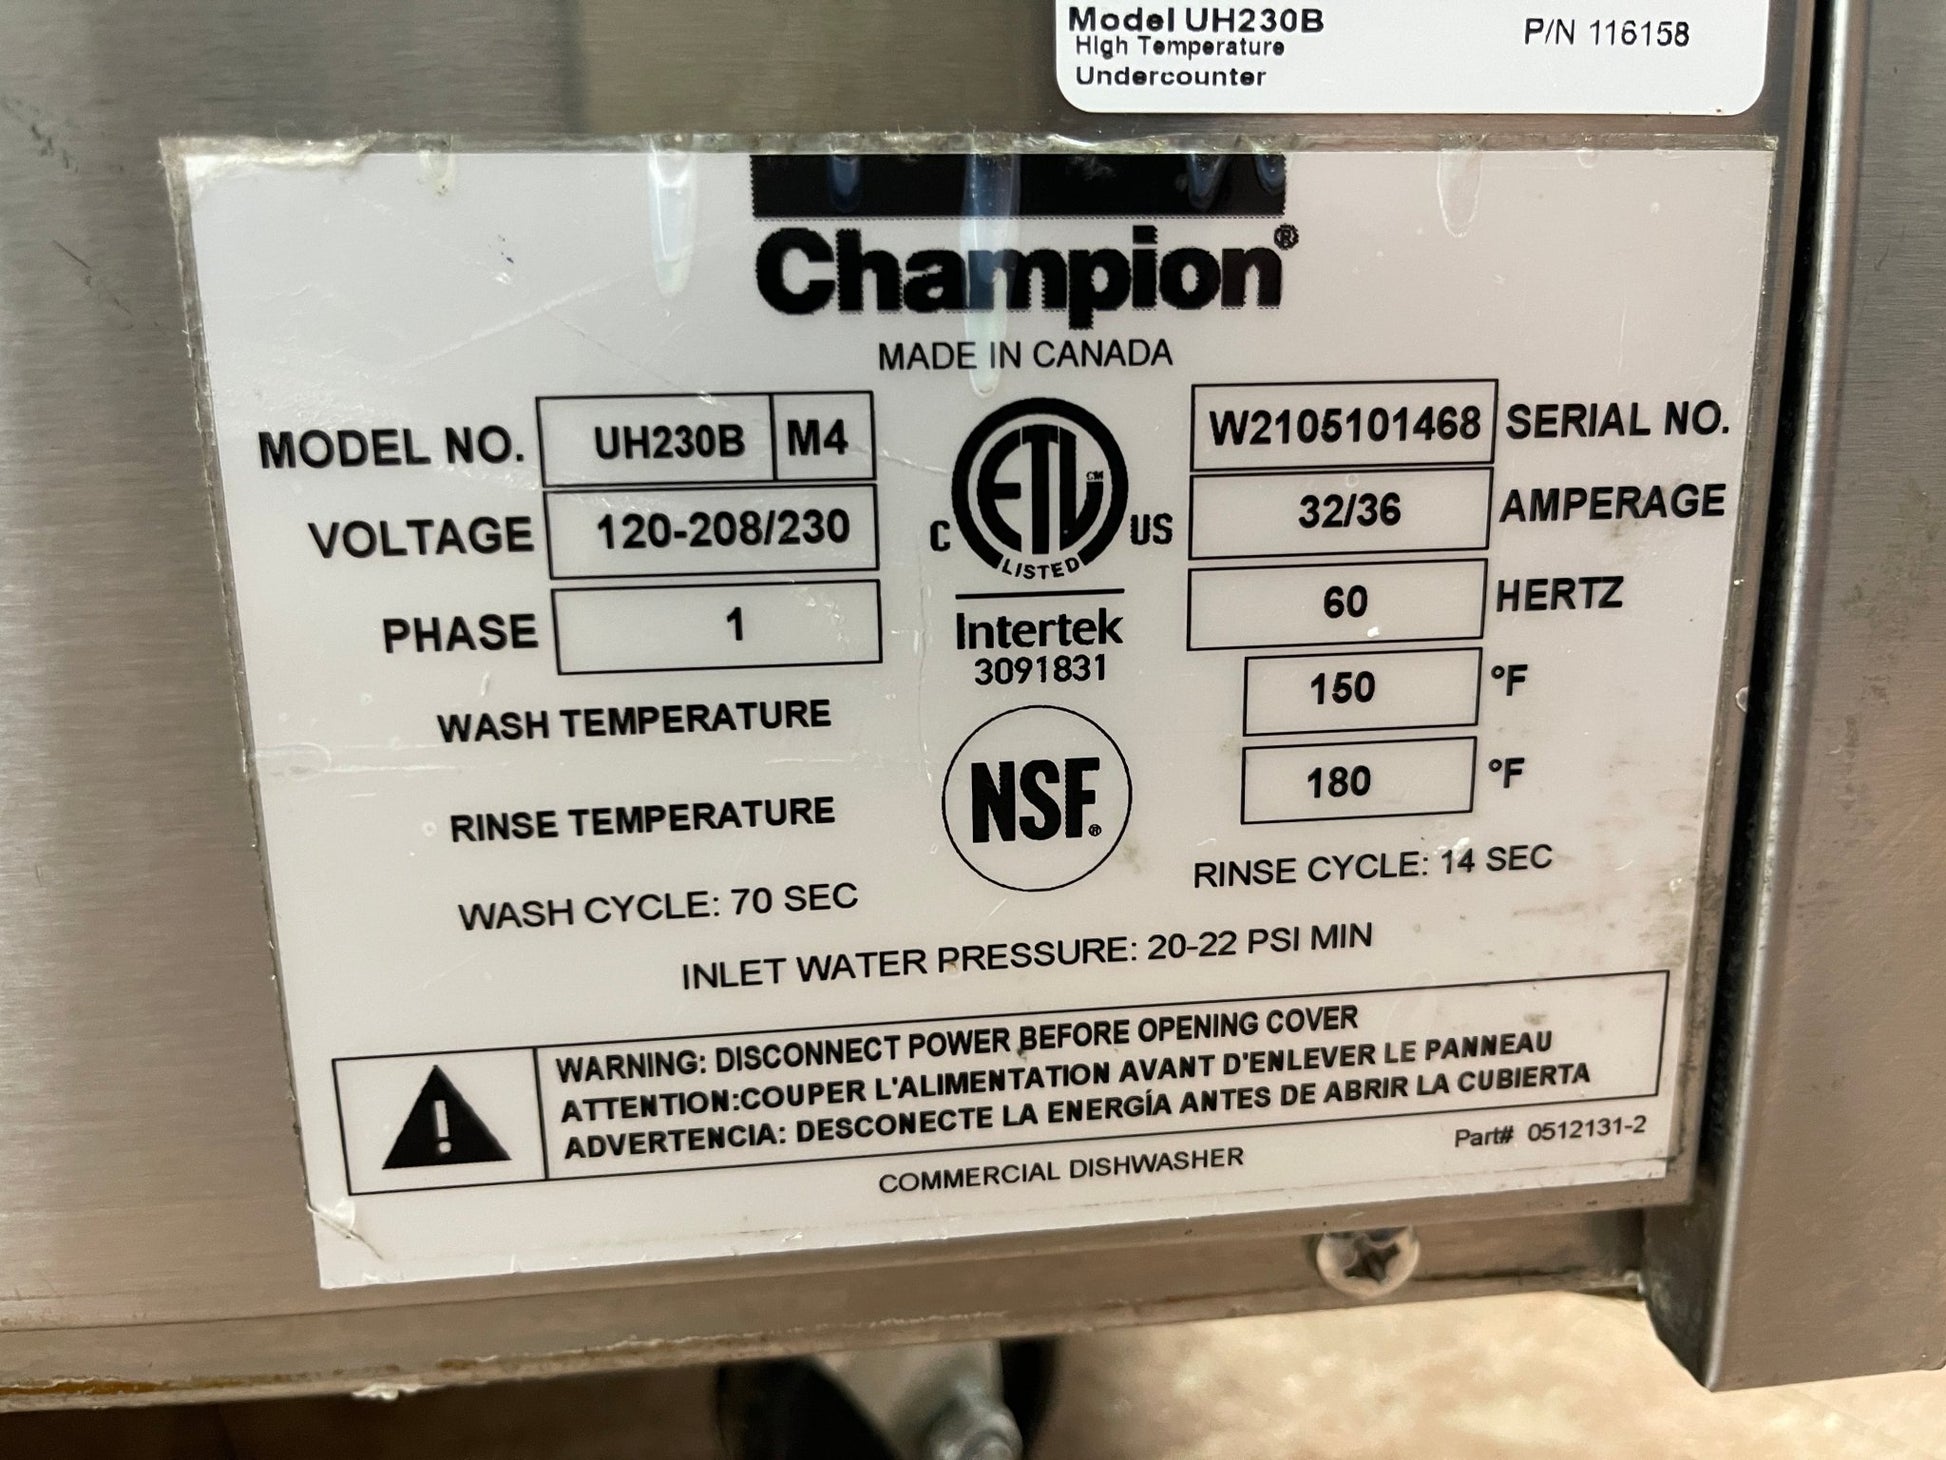 Model UH230B
High Temperature
Undercounter
P/N 116158
Champion®
MADE IN CANADA
MODEL NO. UH230B M4
VOLTAGE 120-208/230
PHASE 1
C ETL CM US
LISTED
Intertek
3091831
W2105101468 SERIAL NO.
32/36 AMPERAGE
60 HERTZ
WASH TEMPERATURE 150 °F
RINSE TEMPERATURE 180 °F
NSF®
WASH CYCLE: 70 SEC
RINSE CYCLE: 14 SEC
INLET WATER PRESSURE: 20-22 PSI MIN
WARNING: DISCONNECT POWER BEFORE OPENING COVER
ATTENTION:COUPER L'ALIMENTATION AVANT D'ENLEVER LE PANNEAU
ADVERTENCIA: DESCONECTE LA ENERGÍA ANTES DE ABRIR LA CUBIERTA
Part# 0512131-2
COMMERCIAL DISHWASHER